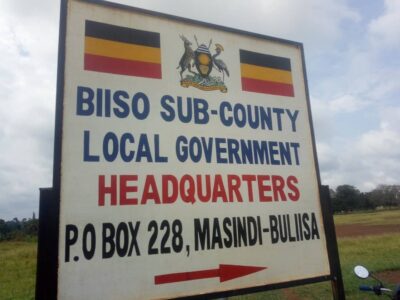 BIISO SUB-COUNTY
LOCAL GOVERNMENT
HEADQUARTERS
P.O BOX 228, MASINDI-BULIISA